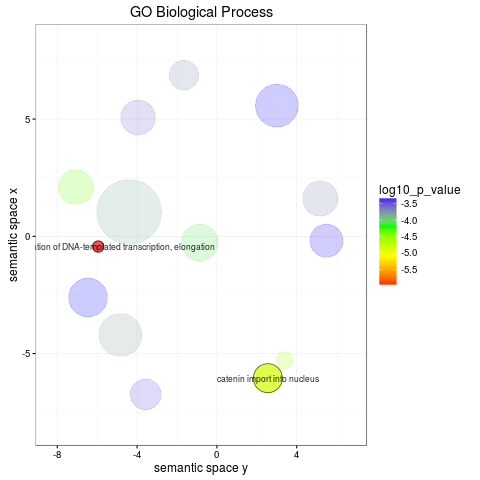 GO Biological Process
semantic space x
5
0
-5
-8
-4
0
4
semantic space y
ation of DNA-templated transcription, elongation
catenin import into nucleus
log10_p_value
-3.5
-4.0
-4.5
-5.0
-5.5